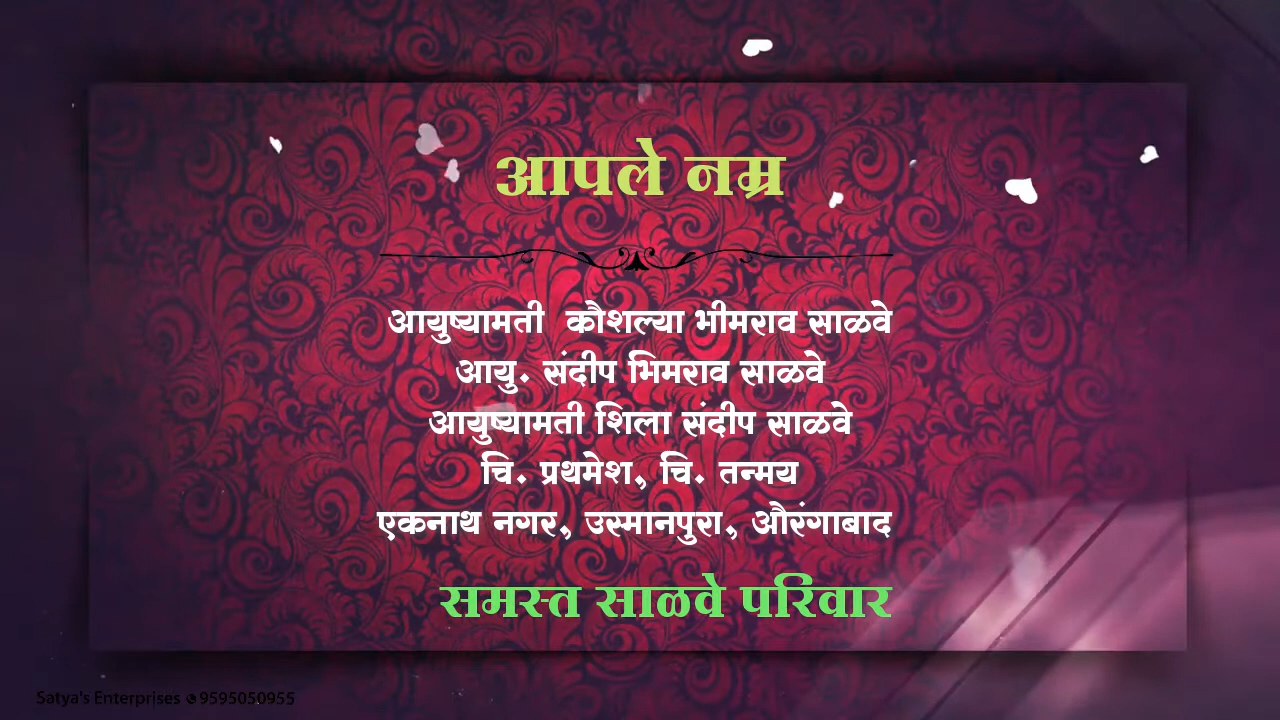 आपले नम्र
आयुष्यामती कौशल्या भीमराव साळवे
आयु. संदीप भिमराव साळवे
आयुष्यामती शिला संदीप साळवे
चि. प्रथमेश, चि. तन्मय
एकनाथ नगर, उस्मानपुरा, औरंगाबाद
समस्त साळवे परिवार
Satya's Enterprises 9595050955